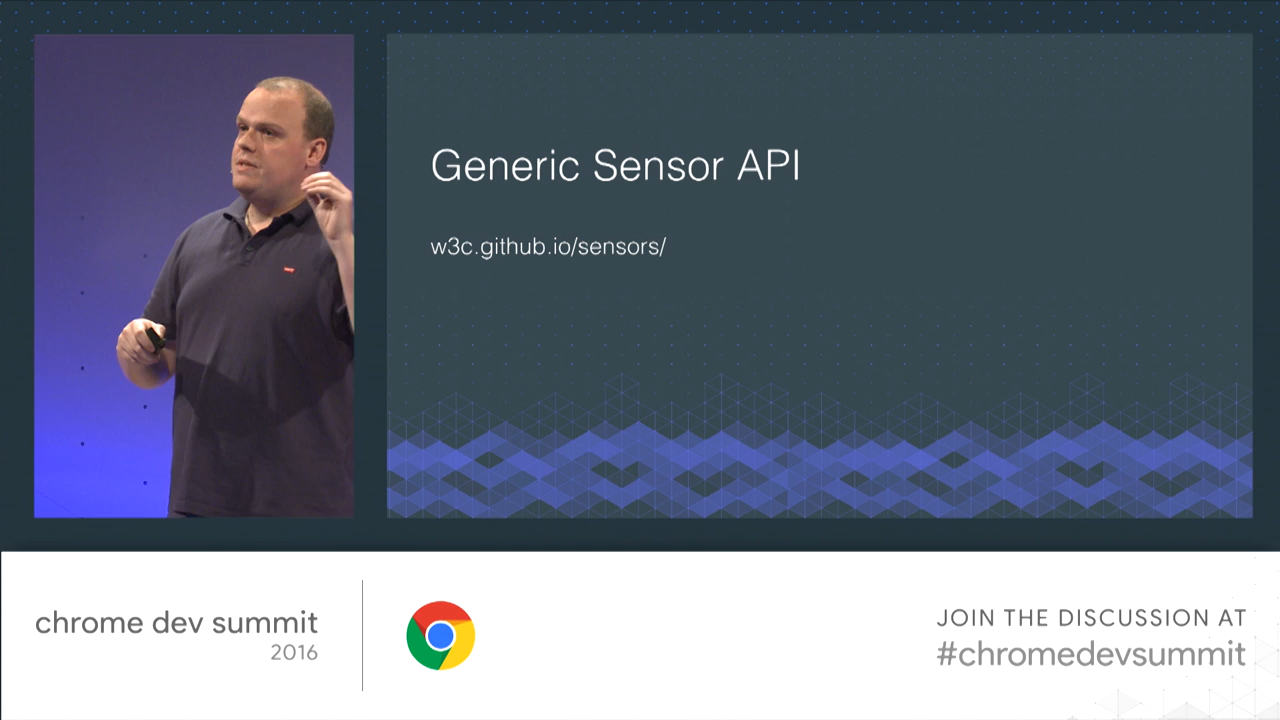 Generic Sensor API
w3c.github.io/sensors/
chrome dev summit
2016
JOIN THE DISCUSSION AT
#chromedevsummit